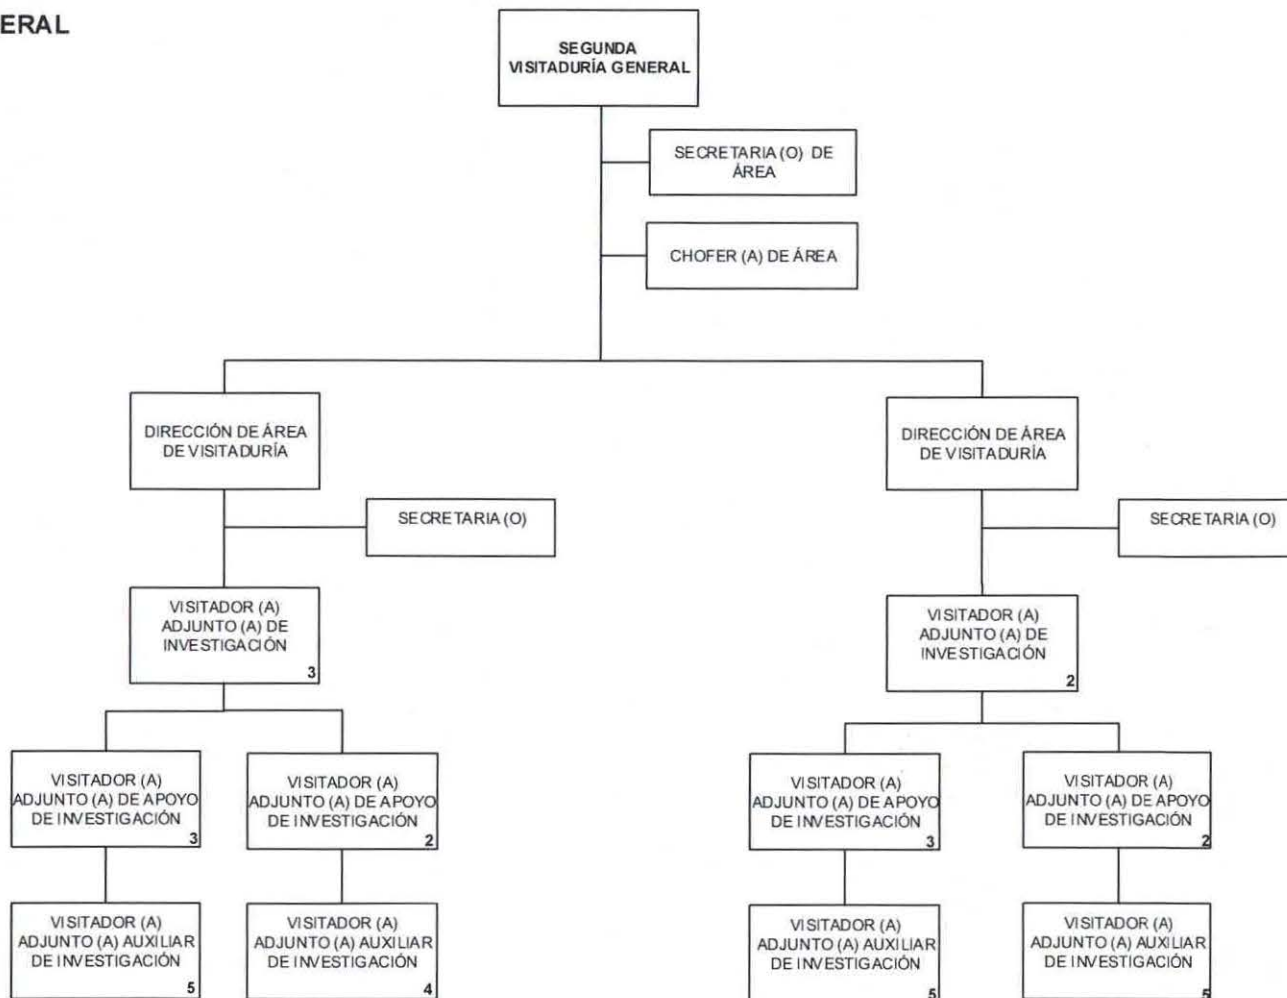 ERAL
SEGUNDA
VISITADURÍA GENERAL
SECRETARIA (O) DE
ÁREA
CHOFER (A) DE ÁREA
DIRECCIÓN DE ÁREA
DE VISITADURÍA
DIRECCIÓN DE ÁREA
DE VISITADURÍA
SECRETARIA (O)
SECRETARIA (O)
VISITADOR (A)
ADJUNTO (A) DE
INVESTIGACIÓN
3
VISITADOR (A)
ADJUNTO (A) DE
INVESTIGACIÓN
2
VISITADOR (A)
ADJUNTO (A) DE APOYO
DE INVESTIGACIÓN
3
VISITADOR (A)
ADJUNTO (A) DE APOYO
DE INVESTIGACIÓN
2
VISITADOR (A)
ADJUNTO (A) DE APOYO
DE INVESTIGACIÓN
3
VISITADOR (A)
ADJUNTO (A) DE APOYO
DE INVESTIGACIÓN
2
VISITADOR (A)
ADJUNTO (A) AUXILIAR
DE INVESTIGACIÓN
5
VISITADOR (A)
ADJUNTO (A) AUXILIAR
DE INVESTIGACIÓN
4
VISITADOR (A)
ADJUNTO (A) AUXILIAR
DE INVESTIGACIÓN
5
VISITADOR (A)
ADJUNTO (A) AUXILIAR
DE INVESTIGACIÓN
5